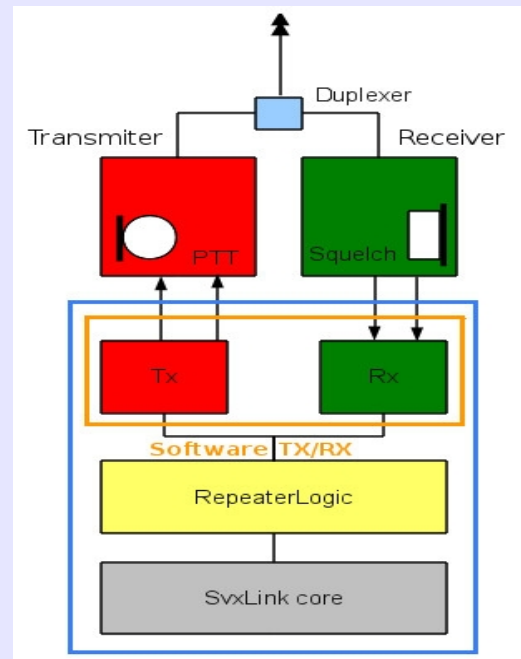 Duplexer
Transmiter
Receiver
PTT
Squelch
Tx
Rx
Software TX/RX
RepeaterLogic
SvxLink core